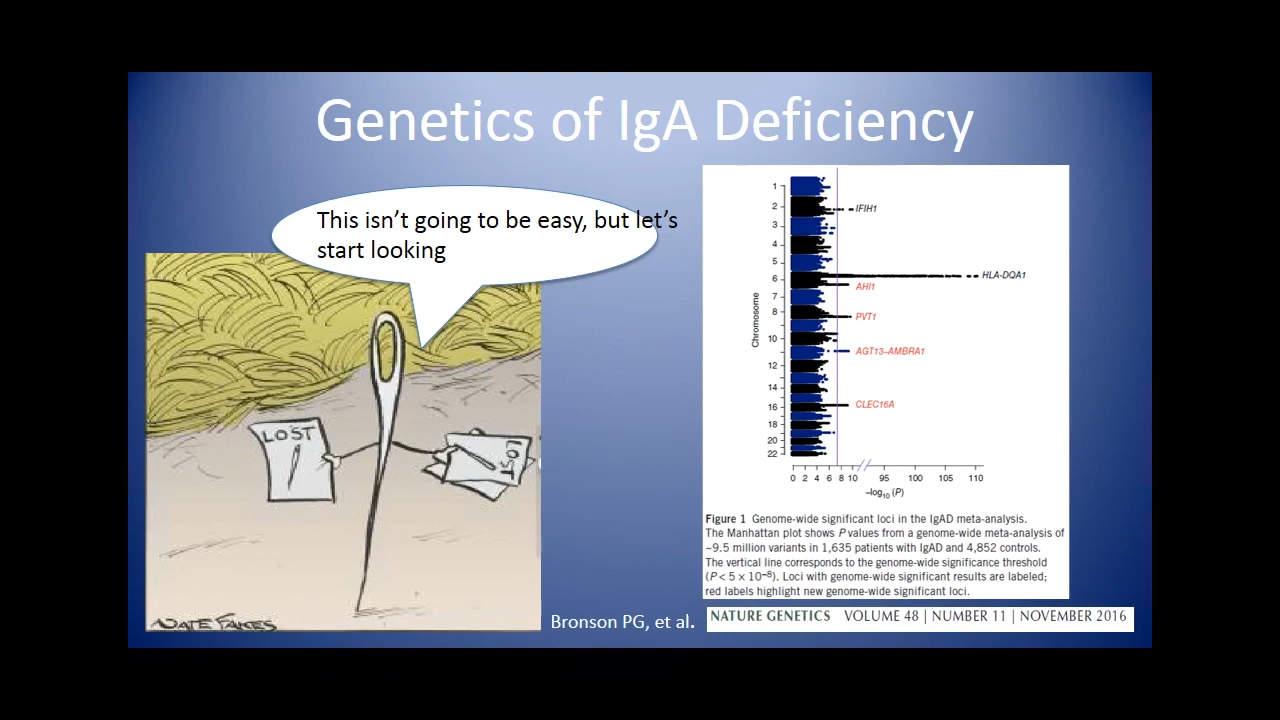 Genetics of IgA Deficiency
This isn't going to be easy, but let's
start looking
LOST
LOST
NATE FAKES
1
2
3
4
5
6
7
8
10
12
14
16
18
20
22
Chromosome
IFIH1
HLA-DQA1
AHI1
PVT1
AGT13–AMBRA1
CLEC16A
0 2 4 6 8 10 95 100 105 110
–log10 (P)
Figure 1 Genome-wide significant loci in the IgAD meta-analysis.
The Manhattan plot shows P values from a genome-wide meta-analysis of
~9.5 million variants in 1,635 patients with IgAD and 4,852 controls.
The vertical line corresponds to the genome-wide significance threshold
(P < 5 × 10−8). Loci with genome-wide significant results are labeled;
red labels highlight new genome-wide significant loci.
Bronson PG, et al.
NATURE GENETICS VOLUME 48 | NUMBER 11 | NOVEMBER 2016